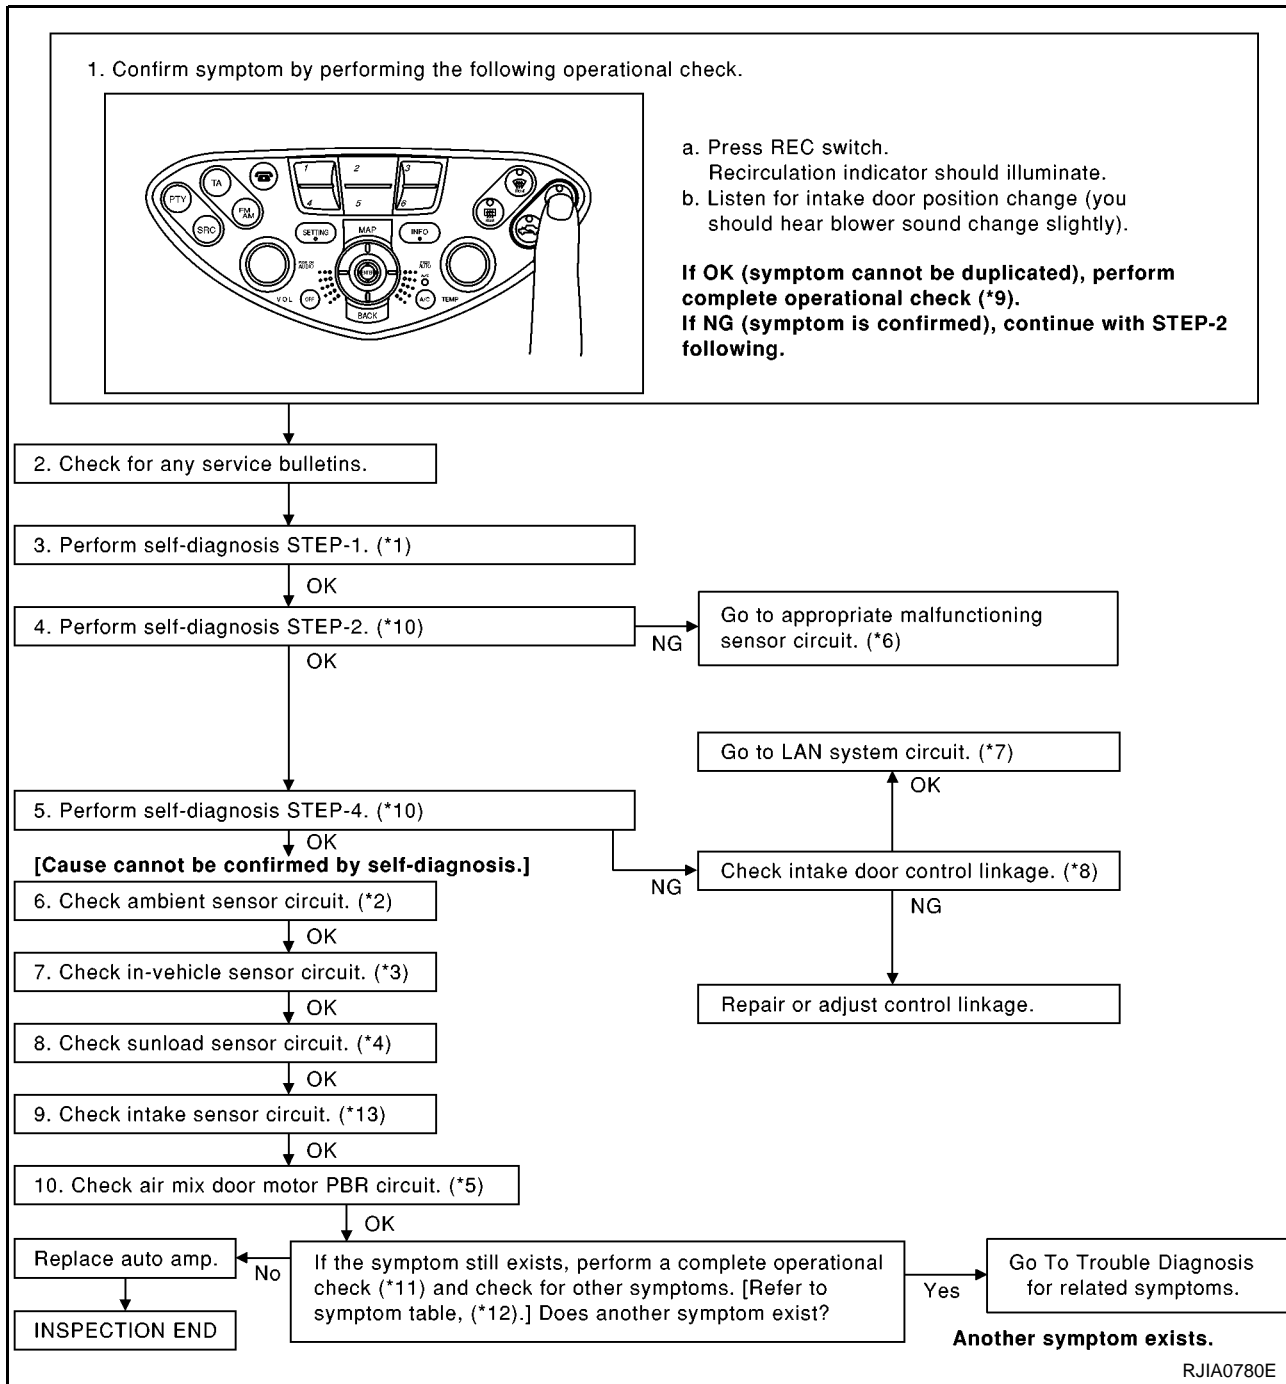 1. Confirm symptom by performing the following operational check.
1
2
3
4
5
6
TA
PTY
SRC
FM
AM
SETTING
MAP
INFO
VOL
OFF
ENTER
BACK
A/C
A/C
TEMP
a. Press REC switch.
Recirculation indicator should illuminate.
b. Listen for intake door position change (you
should hear blower sound change slightly).
If OK (symptom cannot be duplicated), perform
complete operational check (*9).
If NG (symptom is confirmed), continue with STEP-2
following.
2. Check for any service bulletins.
3. Perform self-diagnosis STEP-1. (*1)
OK
4. Perform self-diagnosis STEP-2. (*10)
NG
Go to appropriate malfunctioning
sensor circuit. (*6)
OK
Go to LAN system circuit. (*7)
OK
5. Perform self-diagnosis STEP-4. (*10)
OK
NG
Check intake door control linkage. (*8)
NG
Repair or adjust control linkage.
[Cause cannot be confirmed by self-diagnosis.]
6. Check ambient sensor circuit. (*2)
OK
7. Check in-vehicle sensor circuit. (*3)
OK
8. Check sunload sensor circuit. (*4)
OK
9. Check intake sensor circuit. (*13)
OK
10. Check air mix door motor PBR circuit. (*5)
OK
If the symptom still exists, perform a complete operational
check (*11) and check for other symptoms. [Refer to
symptom table, (*12).] Does another symptom exist?
No
Replace auto amp.
INSPECTION END
Yes
Go To Trouble Diagnosis
for related symptoms.
Another symptom exists.
RJIA0780E